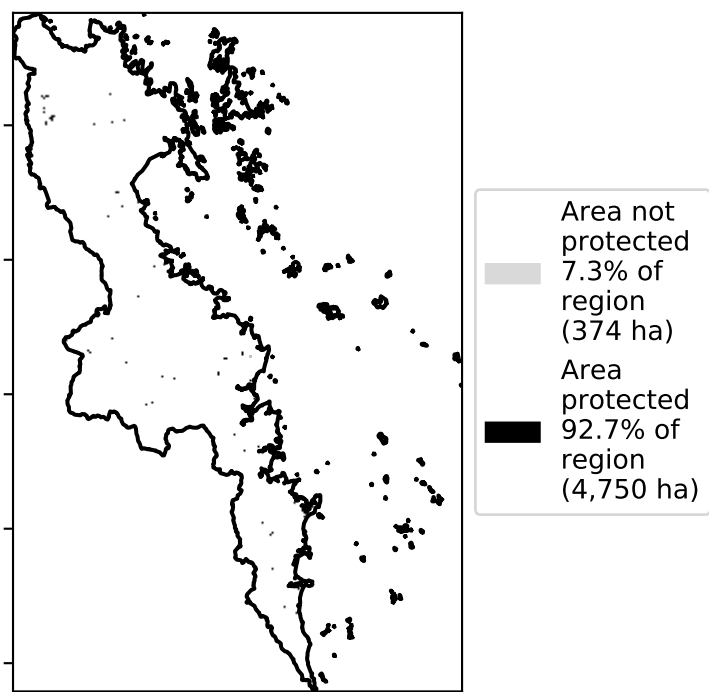 Area not
protected
7.3% of
region
(374 ha)
Area
protected
92.7% of
region
(4,750 ha)